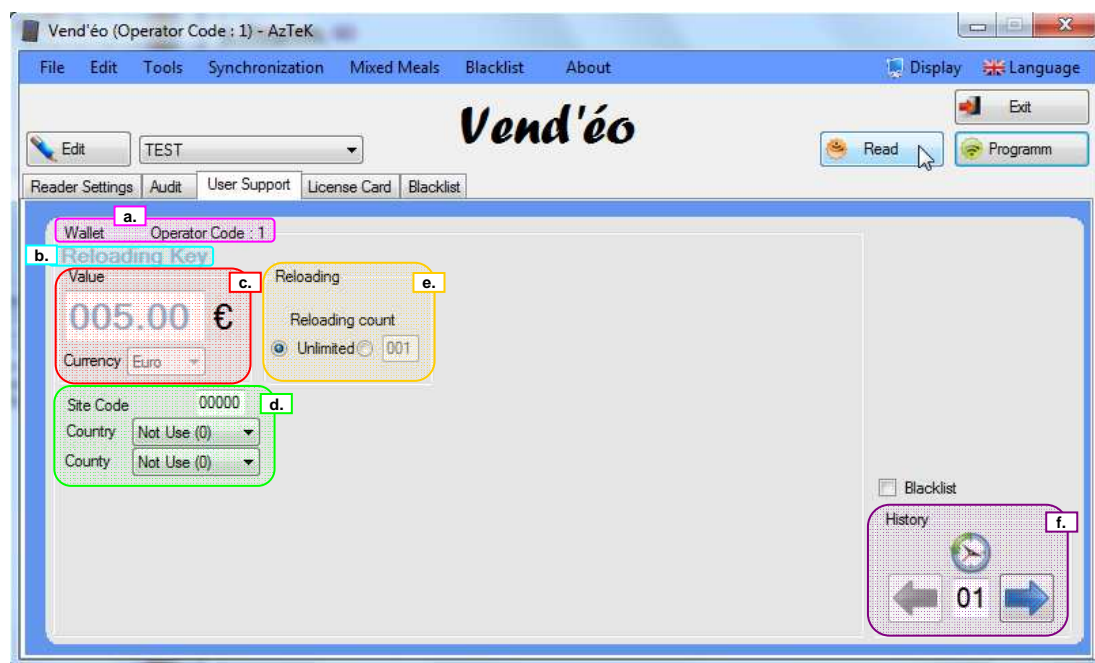 Vend'éo (Operator Code : 1) - AzTeK
File Edit Tools Synchronization Mixed Meals Blacklist About Display Language
Vend'éo
Exit
Edit TEST Read Programm
Reader Settings Audit User Support License Card Blacklist
a.
Wallet Operator Code : 1
b. Reloading Key
Value c. Reloading e.
005.00 € Reloading count
Unlimited 001
Currency Euro
Site Code 00000 d.
Country Not Use (0)
County Not Use (0)
Blacklist
History f.
01